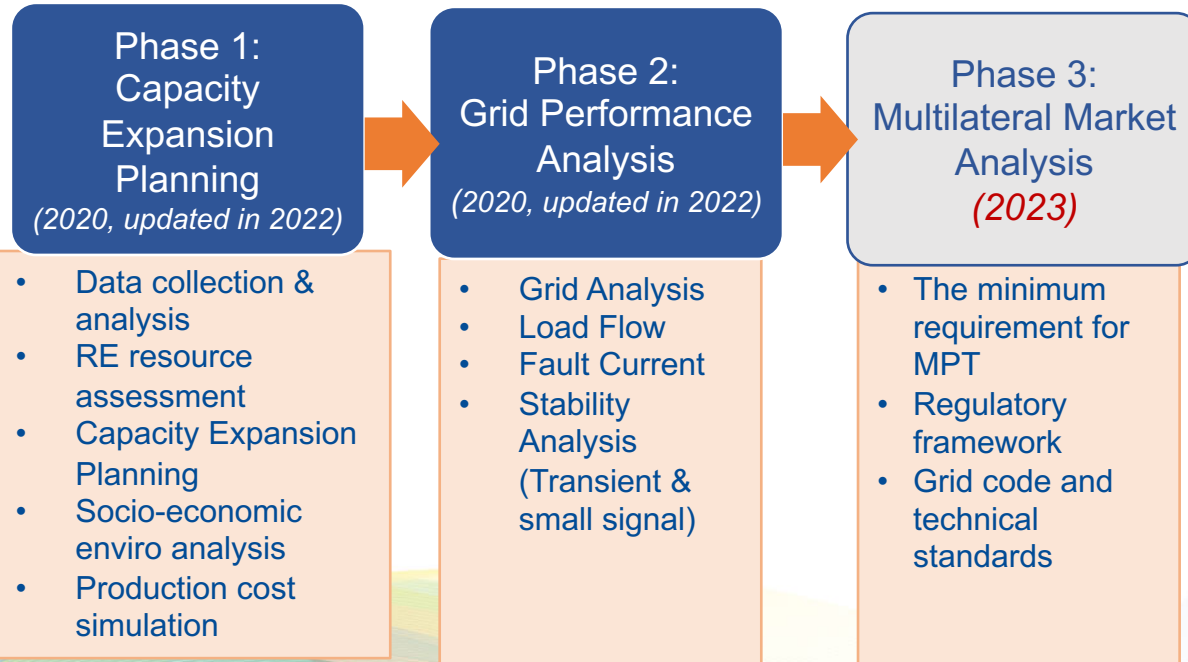 Phase 1:
Capacity
Expansion
Planning
(2020, updated in 2022)
• Data collection &
analysis
• RE resource
assessment
• Capacity Expansion
Planning
• Socio-economic
enviro analysis
• Production cost
simulation
Phase 2:
Grid Performance
Analysis
(2020, updated in 2022)
• Grid Analysis
• Load Flow
• Fault Current
• Stability
Analysis
(Transient &
small signal)
Phase 3:
Multilateral Market
Analysis
(2023)
• The minimum
requirement for
MPT
• Regulatory
framework
• Grid code and
technical
standards